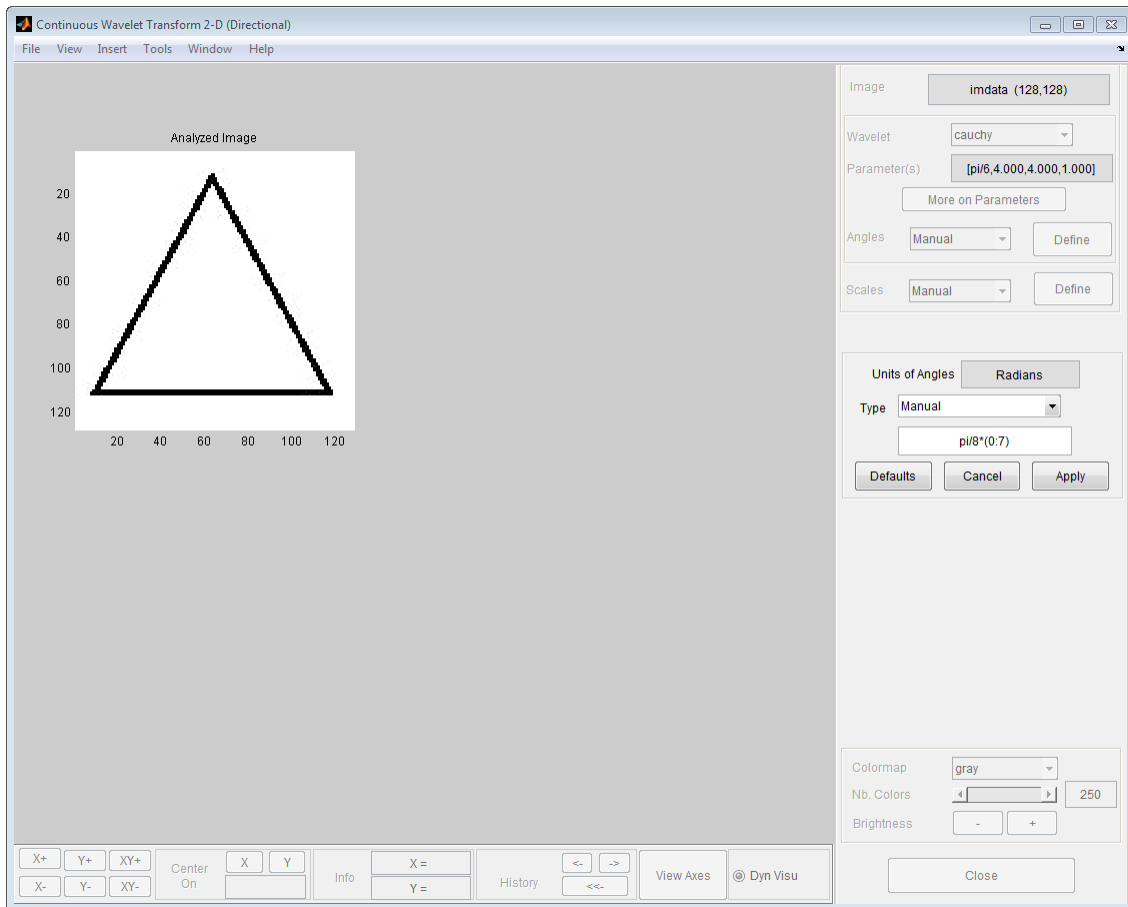 Continuous Wavelet Transform 2-D (Directional)
File View Insert Tools Window Help
Analyzed Image
20
40
60
80
100
120
20 40 60 80 100 120
Image imdata (128,128)
Wavelet cauchy
Parameter(s) [pi/6,4.000,4.000,1.000]
More on Parameters
Angles Manual Define
Scales Manual Define
Units of Angles Radians
Type Manual
pi/8*(0:7)
Defaults Cancel Apply
Colormap gray
Nb. Colors 250
Brightness - +
X+ Y+ XY+
X- Y- XY-
Center
On
X Y
Info
X =
Y =
History
<- ->
<<-
View Axes
Dyn Visu
Close